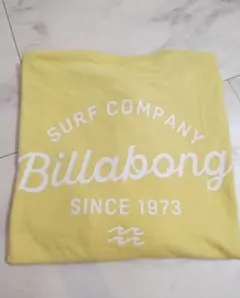 SURF COMPANY
Billabong
SINCE 1973